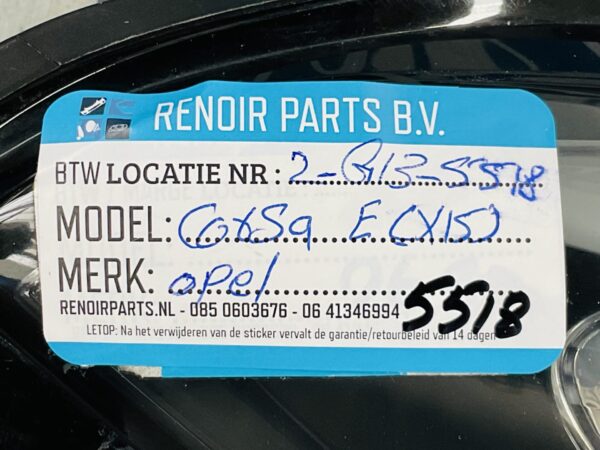 RENOIR PARTS B.V.
BTW LOCATIE NR: 2-G13-5518
MODEL: Corsa E (X15)
MERK: opel
RENOIRPARTS.NL - 085 0603676 - 06 41346994
5518
LETOP: Na het verwijderen van de sticker vervalt de garantie/retourbeleid van 14 dagen